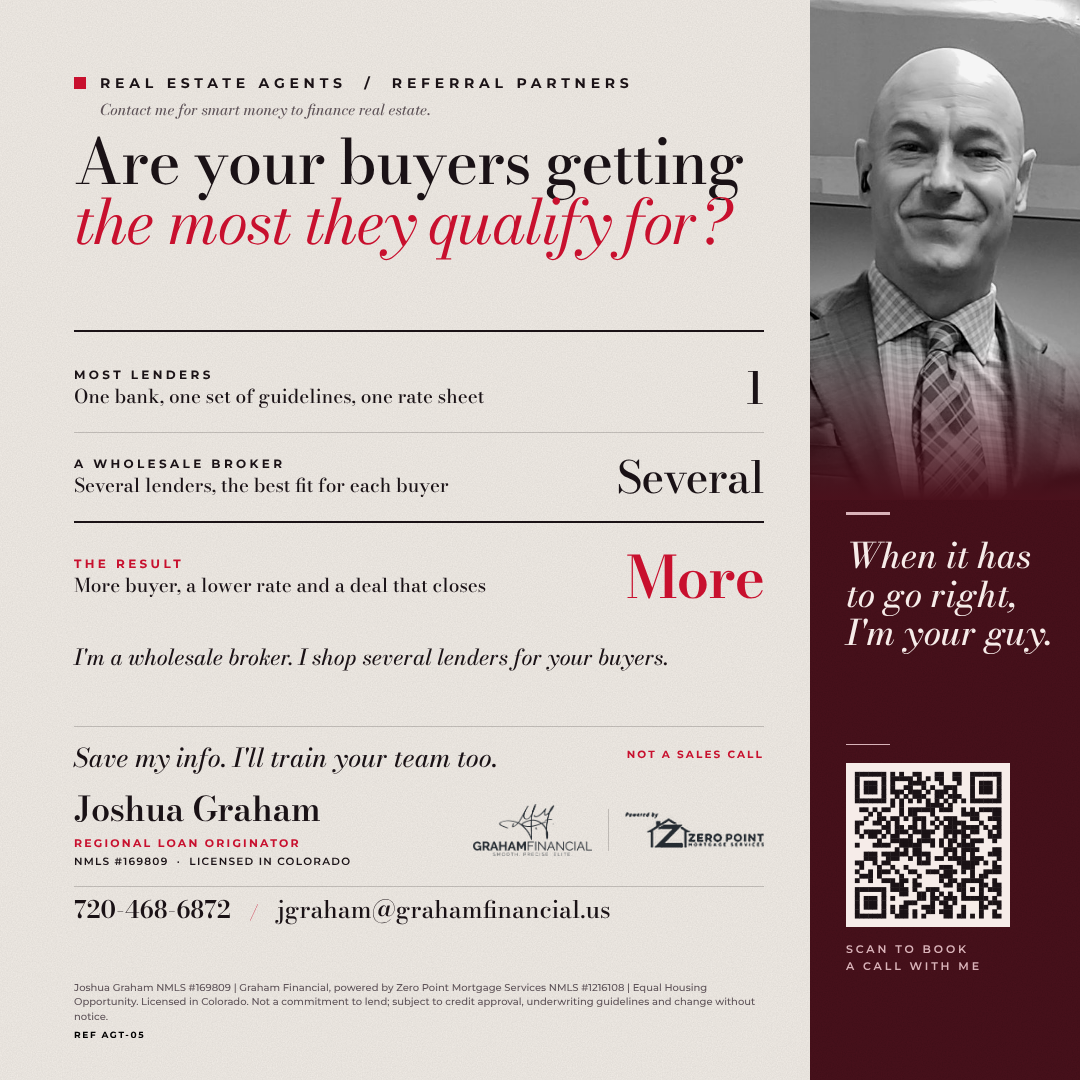 REAL ESTATE AGENTS / REFERRAL PARTNERS
Contact me for smart money to finance real estate.
Are your buyers getting
the most they qualify for?
MOST LENDERS
One bank, one set of guidelines, one rate sheet
1
A WHOLESALE BROKER
Several lenders, the best fit for each buyer
Several
THE RESULT
More buyer, a lower rate and a deal that closes
More
I'm a wholesale broker. I shop several lenders for your buyers.
Save my info. I'll train your team too.
NOT A SALES CALL
Joshua Graham
REGIONAL LOAN ORIGINATOR
NMLS #169809 · LICENSED IN COLORADO
GRAHAMFINANCIAL
SMOOTH. PRECISE. ELITE.
Powered by
ZERO POINT
MORTGAGE SERVICES
720-468-6872 / jgraham@grahamfinancial.us
Joshua Graham NMLS #169809 | Graham Financial, powered by Zero Point Mortgage Services NMLS #1216108 | Equal Housing
Opportunity. Licensed in Colorado. Not a commitment to lend; subject to credit approval, underwriting guidelines and change without
notice.
REF AGT-05
When it has
to go right,
I'm your guy.
SCAN TO BOOK
A CALL WITH ME